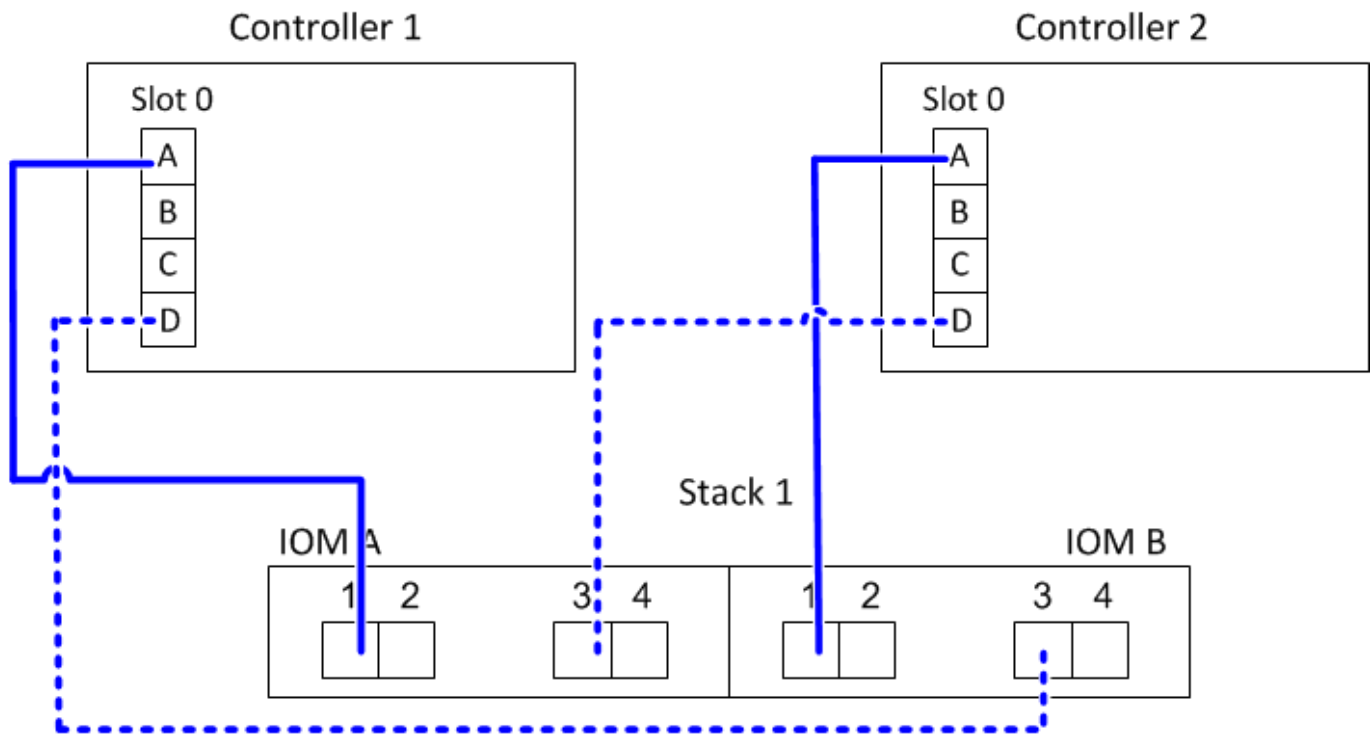 Controller 1
Controller 2
Slot 0
A
B
C
D
Slot 0
A
B
C
D
Stack 1
IOM A
IOM B
1 2 3 4 1 2 3 4